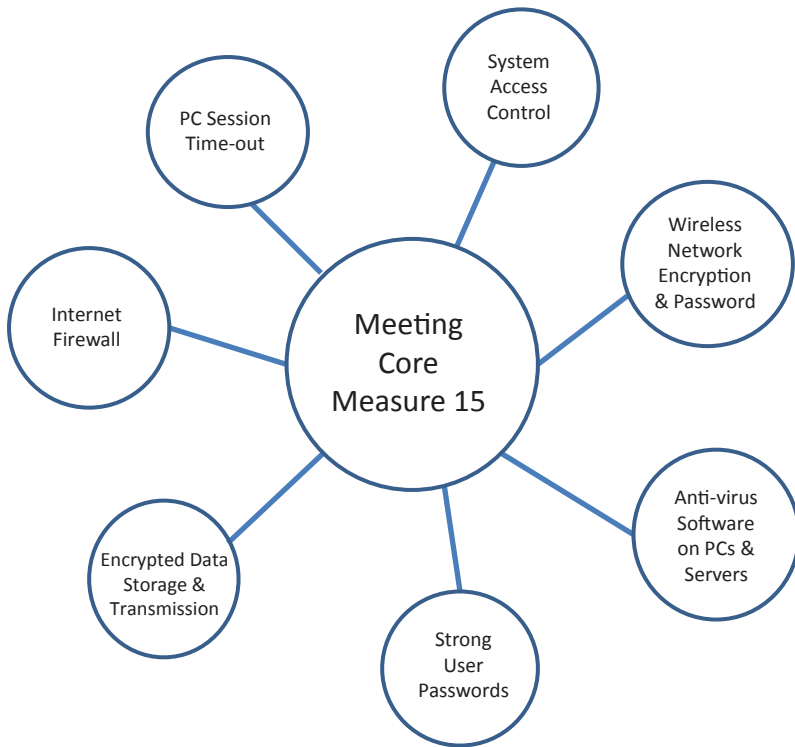 System
Access
Control
PC Session
Time-out
Wireless
Network
Encryption
& Password
Internet
Firewall
Meeting
Core
Measure 15
Anti-virus
Software
on PCs &
Servers
Encrypted Data
Storage &
Transmission
Strong
User
Passwords